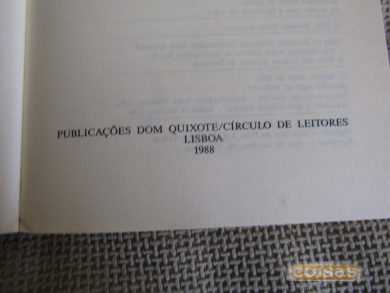 PUBLICAÇÕES DOM QUIXOTE/CÍRCULO DE LEITORES
LISBOA
1988
coisas